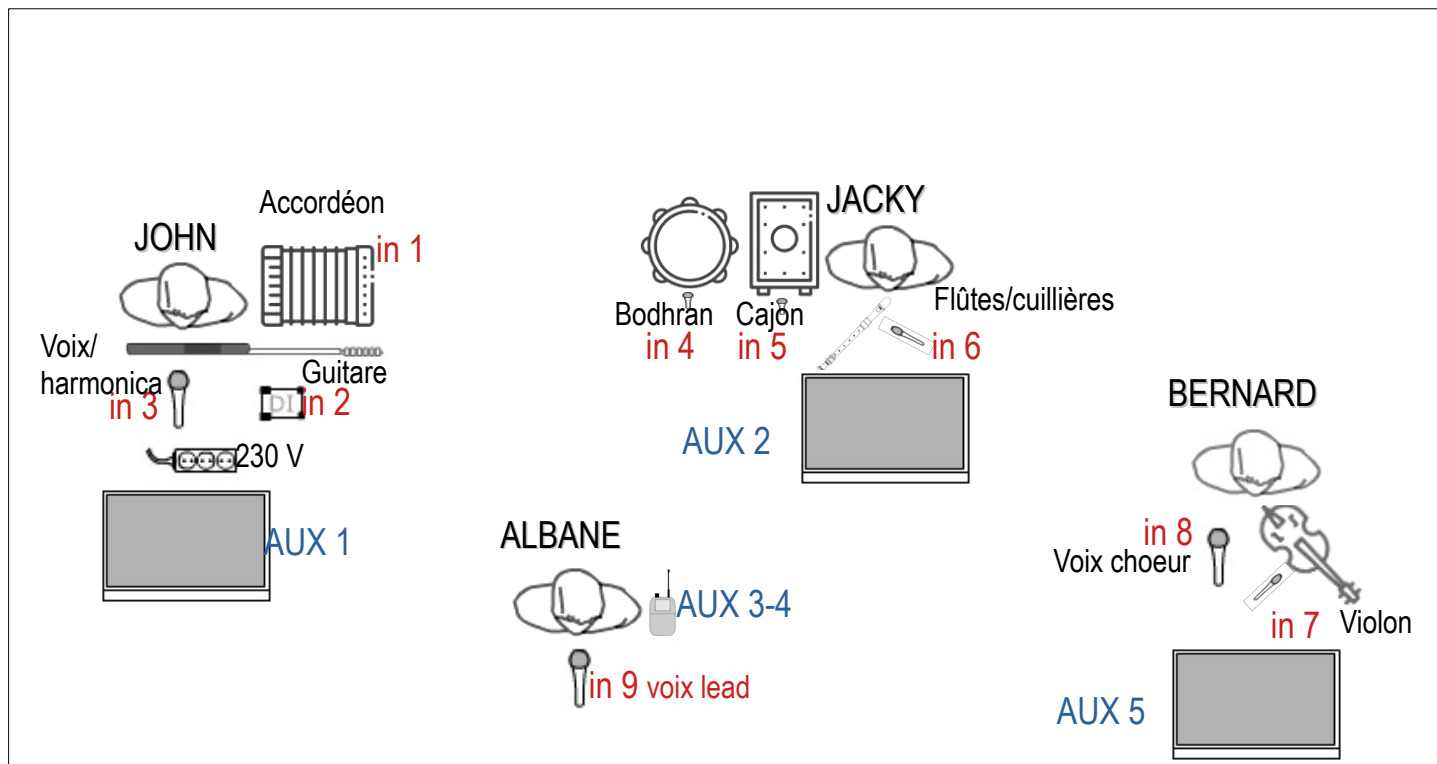 JOHN
Accordéon
in 1
Voix/
harmonica
in 3
Guitare
DI
in 2
230 V
AUX 1
JACKY
Bodhran
in 4
Cajòn
in 5
Flûtes/cuillières
in 6
AUX 2
ALBANE
AUX 3-4
in 9 voix lead
BERNARD
in 8
Voix choeur
in 7
Violon
AUX 5